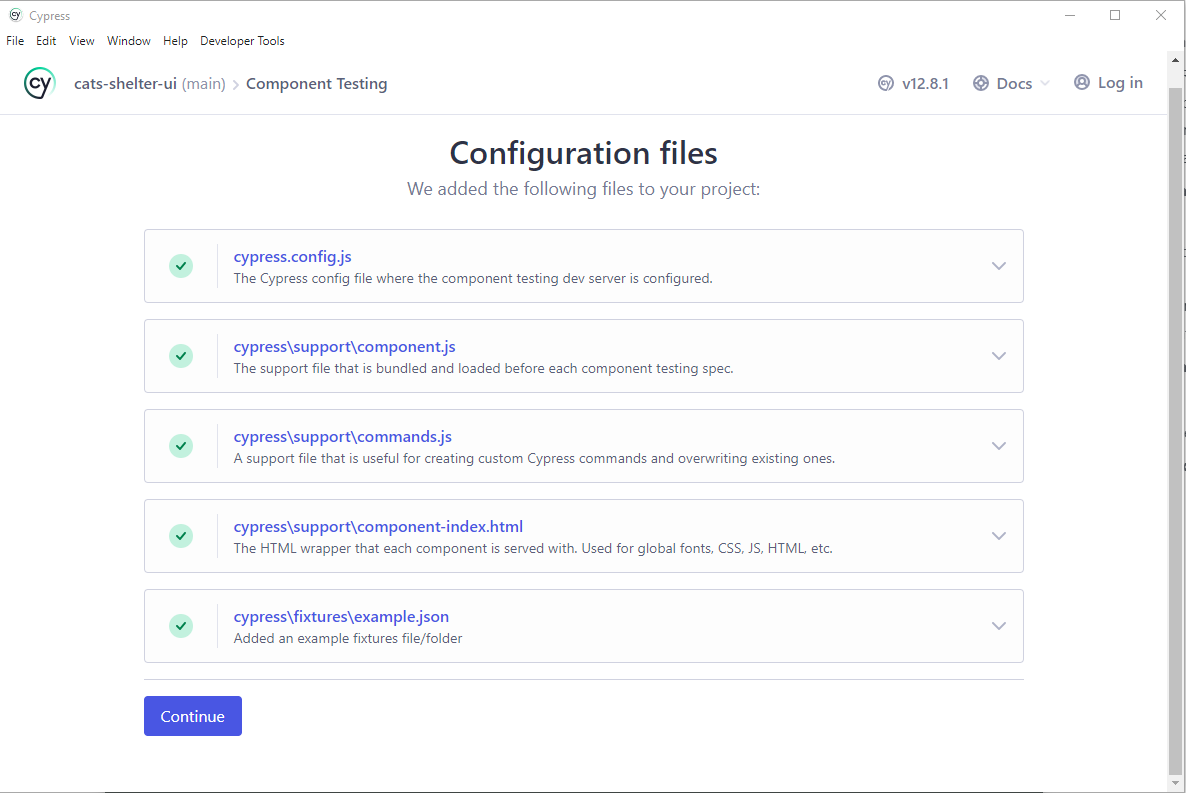 Cypress
File Edit View Window Help Developer Tools
cy cats-shelter-ui (main) > Component Testing v12.8.1 Docs Log in
Configuration files
We added the following files to your project:
cypress.config.js
The Cypress config file where the component testing dev server is configured.
cypress\support\component.js
The support file that is bundled and loaded before each component testing spec.
cypress\support\commands.js
A support file that is useful for creating custom Cypress commands and overwriting existing ones.
cypress\support\component-index.html
The HTML wrapper that each component is served with. Used for global fonts, CSS, JS, HTML, etc.
cypress\fixtures\example.json
Added an example fixtures file/folder
Continue